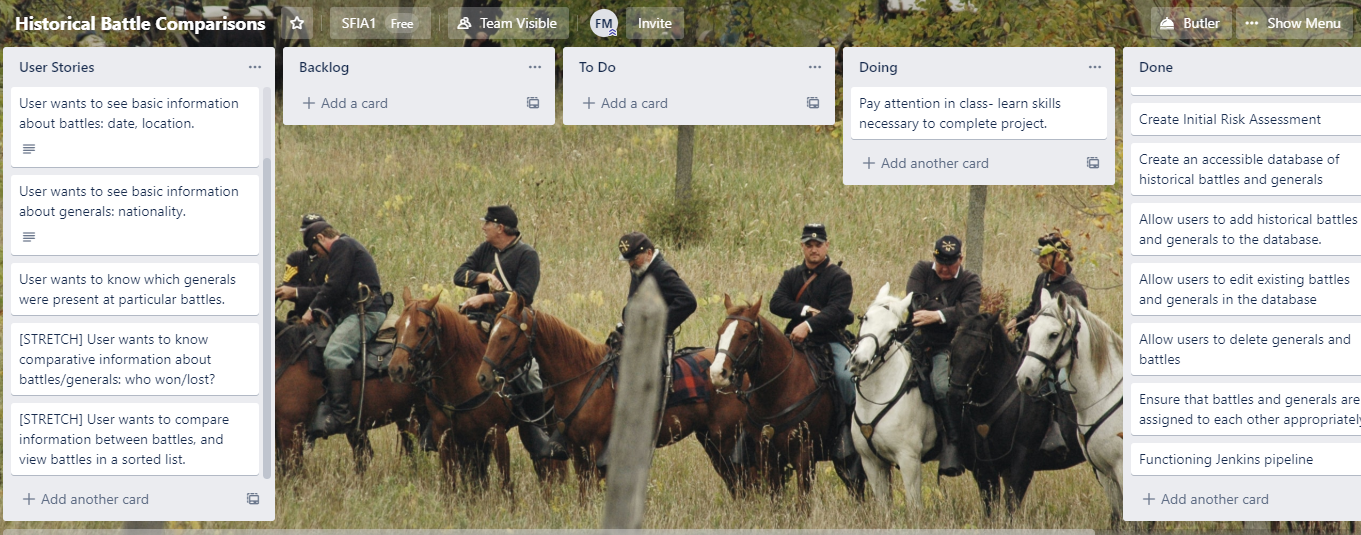 Historical Battle Comparisons
SFIA1 Free
Team Visible
FM
Invite
Butler
Show Menu
User Stories
User wants to see basic information
about battles: date, location.
User wants to see basic information
about generals: nationality.
User wants to know which generals
were present at particular battles.
[STRETCH] User wants to know
comparative information about
battles/generals: who won/lost?
[STRETCH] User wants to compare
information between battles, and
view battles in a sorted list.
Add another card
Backlog
Add a card
To Do
Add a card
Doing
Pay attention in class- learn skills
necessary to complete project.
Add another card
Done
Create Initial Risk Assessment
Create an accessible database of
historical battles and generals
Allow users to add historical battles
and generals to the database.
Allow users to edit existing battles
and generals in the database
Allow users to delete generals and
battles
Ensure that battles and generals are
assigned to each other appropriately
Functioning Jenkins pipeline
Add another card